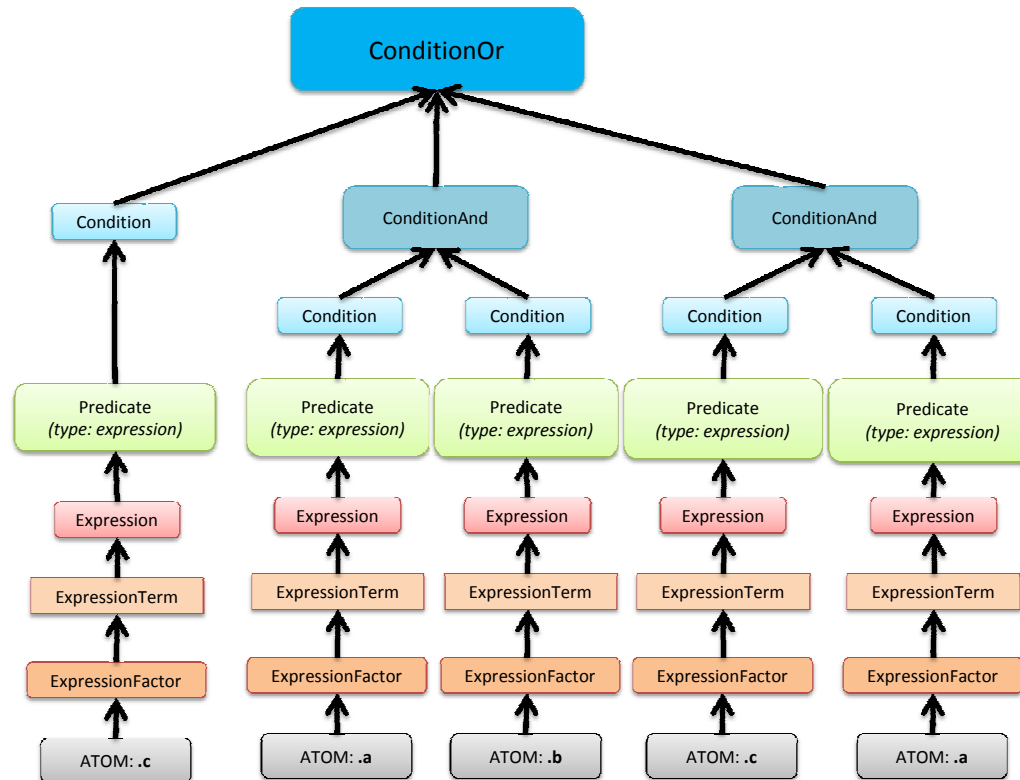 ConditionOr
Condition
ConditionAnd
ConditionAnd
Condition
Condition
Condition
Condition
Predicate
(type: expression)
Predicate
(type: expression)
Predicate
(type: expression)
Predicate
(type: expression)
Predicate
(type: expression)
Expression
Expression
Expression
Expression
Expression
ExpressionTerm
ExpressionTerm
ExpressionTerm
ExpressionTerm
ExpressionTerm
ExpressionFactor
ExpressionFactor
ExpressionFactor
ExpressionFactor
ExpressionFactor
ATOM: .c
ATOM: .a
ATOM: .b
ATOM: .c
ATOM: .a